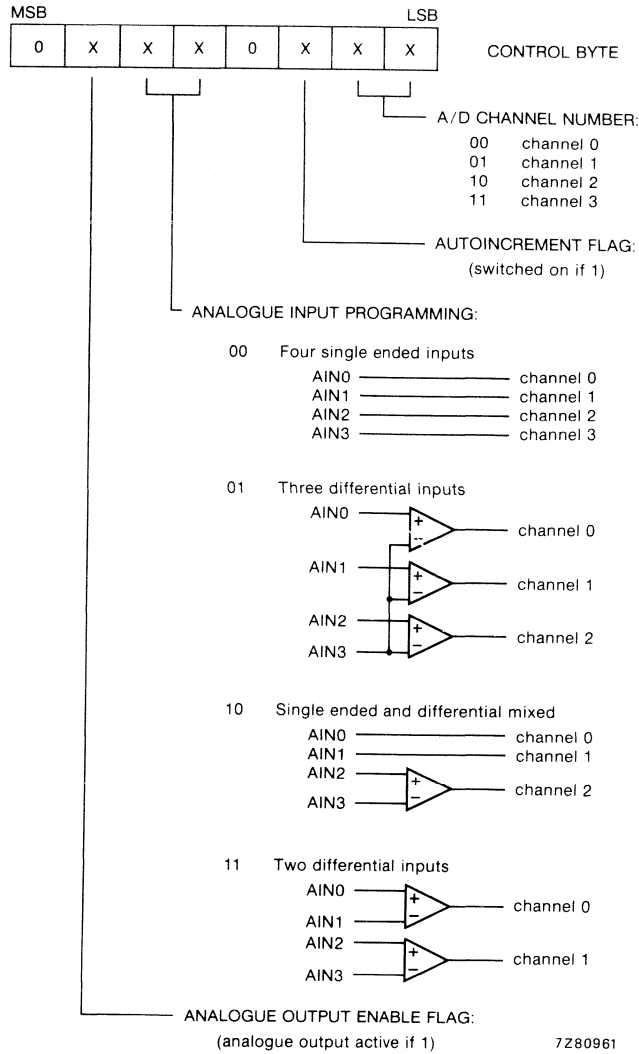 MSB LSB
0 X X X 0 X X X CONTROL BYTE
A/D CHANNEL NUMBER:
00 channel 0
01 channel 1
10 channel 2
11 channel 3
AUTOINCREMENT FLAG:
(switched on if 1)
ANALOGUE INPUT PROGRAMMING:
00 Four single ended inputs
AIN0 channel 0
AIN1 channel 1
AIN2 channel 2
AIN3 channel 3
01 Three differential inputs
AIN0 + − channel 0
AIN1 + − channel 1
AIN2 + − channel 2
AIN3
10 Single ended and differential mixed
AIN0 channel 0
AIN1 channel 1
AIN2 + − channel 2
AIN3
11 Two differential inputs
AIN0 + − channel 0
AIN1
AIN2 + − channel 1
AIN3
ANALOGUE OUTPUT ENABLE FLAG:
(analogue output active if 1) 7Z80961